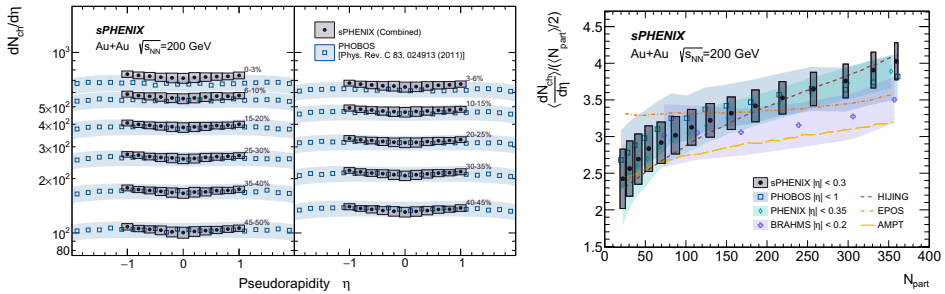 dN_ch/dη
sPHENIX
Au+Au √s_NN=200 GeV
10³
5×10²
4×10²
2×10²
10²
80
0-3%
6-10%
15-20%
25-30%
35-40%
45-50%
−1 0 1
sPHENIX (Combined)
PHOBOS
[Phys. Rev. C 83, 024913 (2011)]
3-6%
10-15%
20-25%
30-35%
40-45%
−1 0 1
Pseudorapidity η
⟨dN_ch/dη⟩/(⟨N_part⟩/2)
sPHENIX
Au+Au √s_NN=200 GeV
4.5
4
3.5
3
2.5
2
1.5
sPHENIX |η| < 0.3
PHOBOS |η| < 1
PHENIX |η| < 0.35
BRAHMS |η| < 0.2
HIJING
EPOS
AMPT
0 50 100 150 200 250 300 350 400
N_part